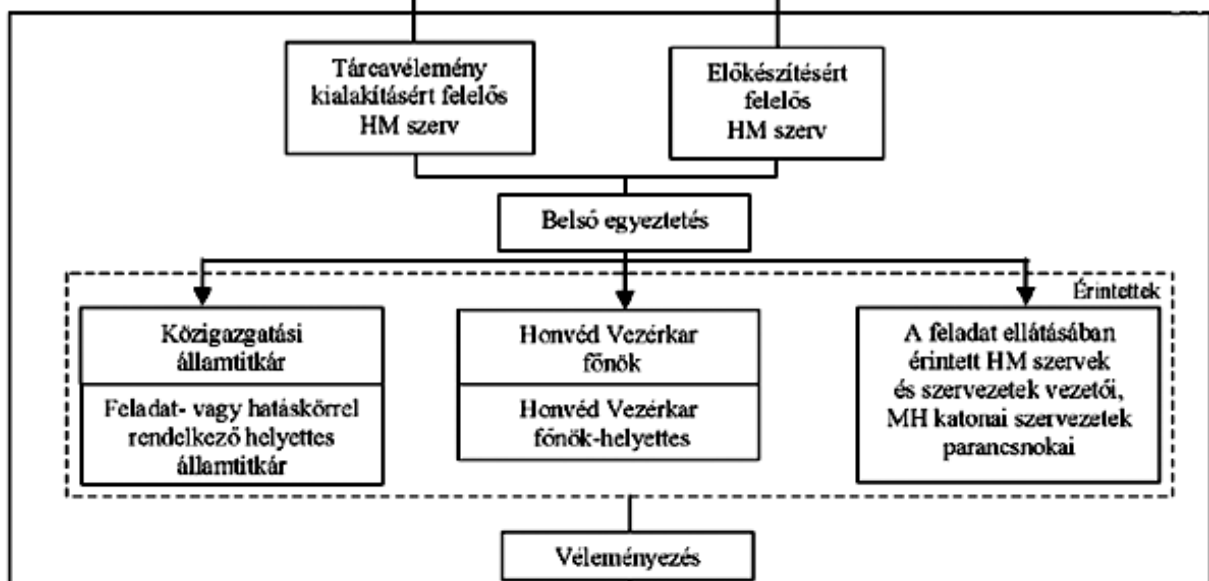 Tárcavélemény
kialakításért felelős
HM szerv
Előkészítésért
felelős
HM szerv
Belső egyeztetés
Érintettek
Közigazgatási
államtitkár
Feladat- vagy hatáskörrel
rendelkező helyettes
államtitkár
Honvéd Vezérkar
főnök
Honvéd Vezérkar
főnök-helyettes
A feladat ellátásában
érintett HM szervek
és szervezetek vezetői,
MH katonai szervezetek
parancsnokai
Véleményezés